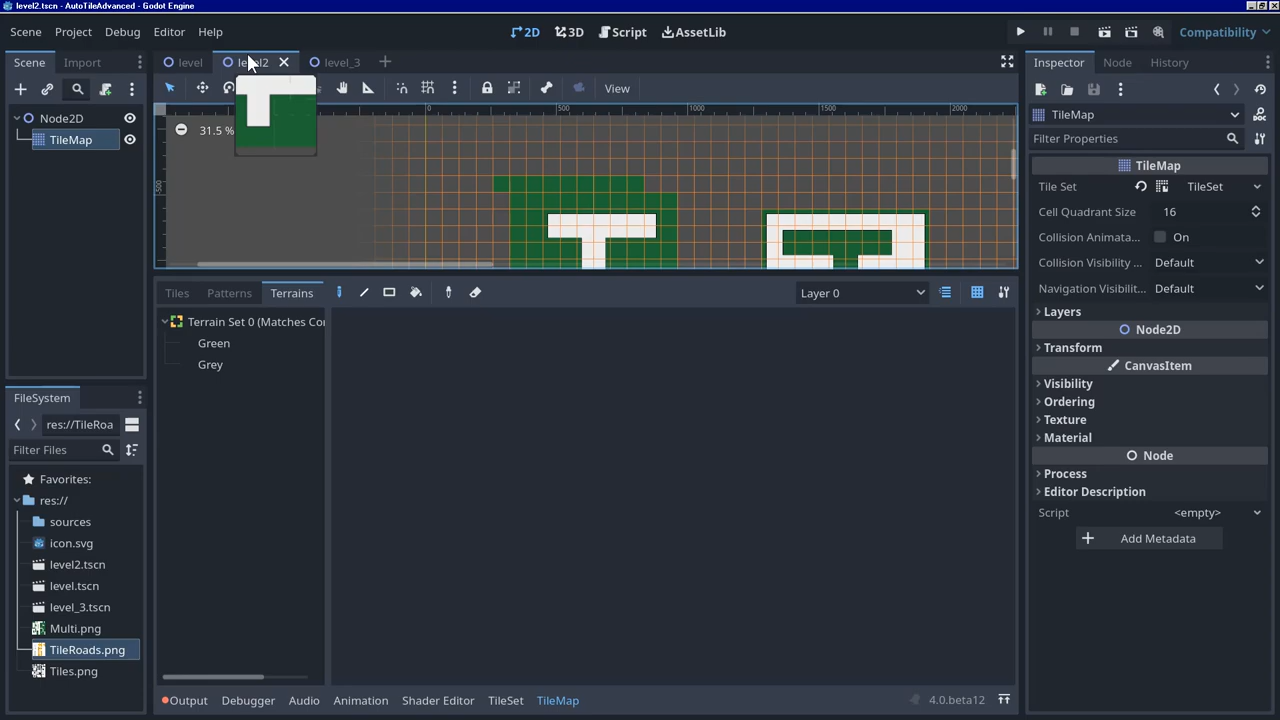 level2.tscn - AutoTileAdvanced - Godot Engine
Scene Project Debug Editor Help
2D 3D Script AssetLib
Compatibility
Scene Import
level level2 level_3
Inspector Node History
View
Node2D
TileMap
31.5 %
0 500 1000 1500 2000
500
TileMap
Filter Properties
TileMap
Tile Set TileSet
Cell Quadrant Size 16
Collision Animata... On
Collision Visibility ... Default
Navigation Visibilit... Default
Layers
Node2D
Transform
CanvasItem
Visibility
Ordering
Texture
Material
Node
Process
Editor Description
Script <empty>
Add Metadata
Tiles Patterns Terrains
Layer 0
Terrain Set 0 (Matches Cor
Green
Grey
FileSystem
res://TileRoa
Filter Files
Favorites:
res://
sources
icon.svg
level2.tscn
level.tscn
level_3.tscn
Multi.png
TileRoads.png
Tiles.png
Output Debugger Audio Animation Shader Editor TileSet TileMap
4.0.beta12